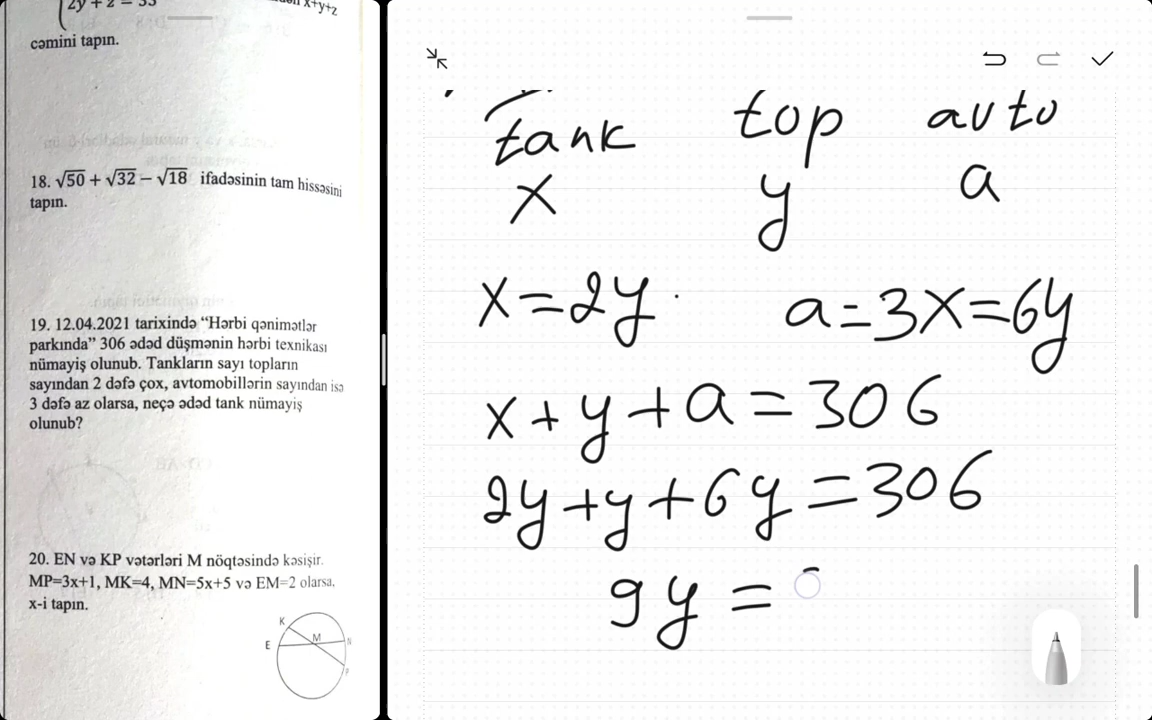 2y + z = 33
x+y+z
cəmini tapın.
18. √50 + √32 − √18 ifadəsinin tam hissəsini
tapın.
19. 12.04.2021 tarixində “Hərbi qənimətlər
parkında” 306 ədəd düşmənin hərbi texnikası
nümayiş olunub. Tankların sayı topların
sayından 2 dəfə çox, avtomobillərin sayından isə
3 dəfə az olarsa, neçə ədəd tank nümayiş
olunub?
20. EN və KP vətərləri M nöqtəsində kəsişir.
MP=3x+1, MK=4, MN=5x+5 və EM=2 olarsa,
x-i tapın.
K
E M N
P
tank top avto
x y a
x=2y a=3x=6y
x+y+a=306
2y+y+6y=306
9y=